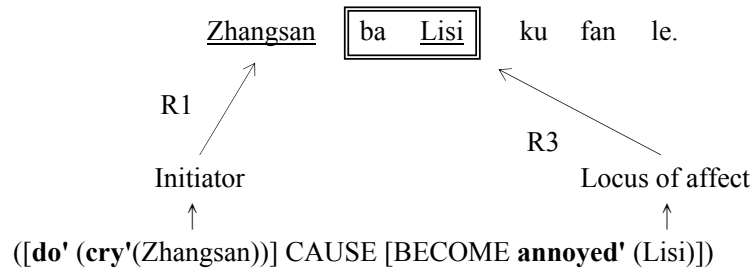 Zhangsan ba Lisi ku fan le.
R1
R3
Initiator Locus of affect
([do' (cry'(Zhangsan))] CAUSE [BECOME annoyed' (Lisi)])